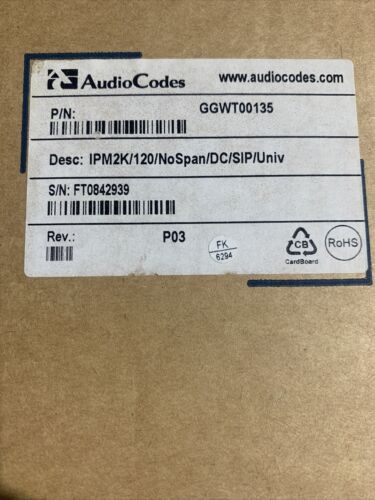 AudioCodes www.audiocodes.com
P/N: GGWT00135
Desc: IPM2K/120/NoSpan/DC/SIP/Univ
S/N: FT0842939
Rev.: P03
FK
6294
CB
CardBoard
RoHS